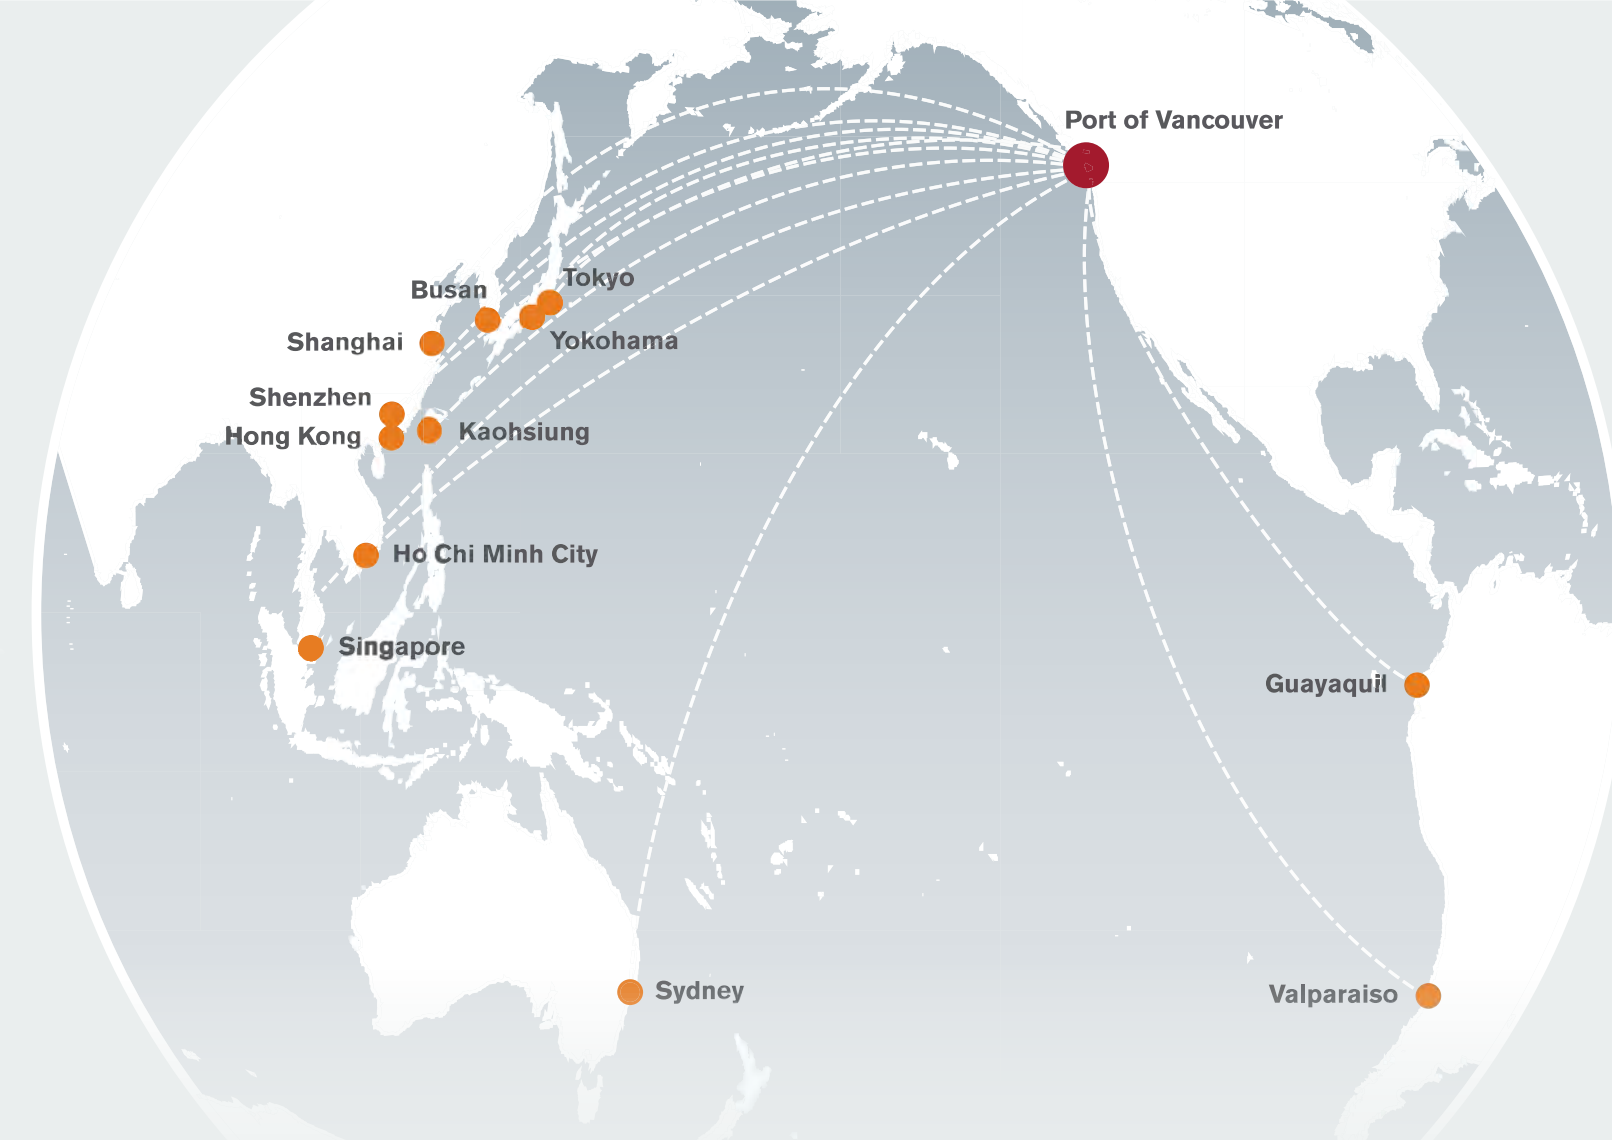 Port of Vancouver
Tokyo
Busan
Yokohama
Shanghai
Shenzhen
Hong Kong
Kaohsiung
Ho Chi Minh City
Singapore
Guayaquil
Sydney
Valparaiso